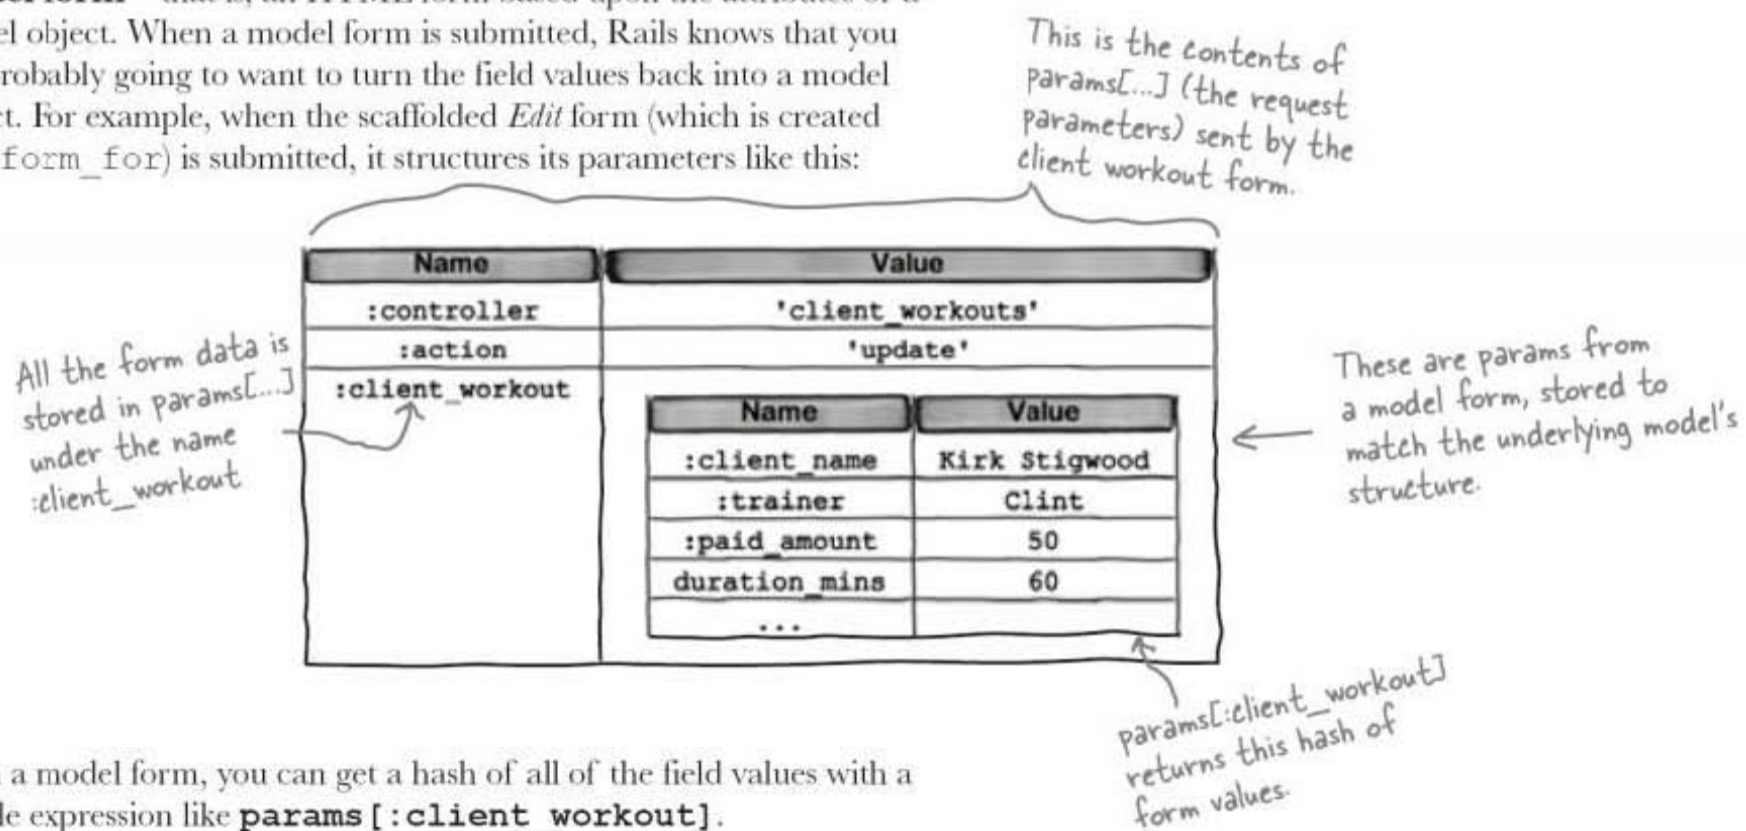 el object. When a model form is submitted, Rails knows that you
robably going to want to turn the field values back into a model
ct. For example, when the scaffolded Edit form (which is created
form_for) is submitted, it structures its parameters like this:
This is the contents of
params[...] (the request
parameters) sent by the
client workout form.
Name Value
:controller 'client_workouts'
:action 'update'
:client_workout
All the form data is
stored in params[...]
under the name
:client_workout
Name Value
:client_name Kirk Stigwood
:trainer Clint
:paid_amount 50
duration_mins 60
...
These are params from
a model form, stored to
match the underlying model's
structure.
params[:client_workout]
returns this hash of
form values.
a model form, you can get a hash of all of the field values with a
le expression like params[:client_workout].